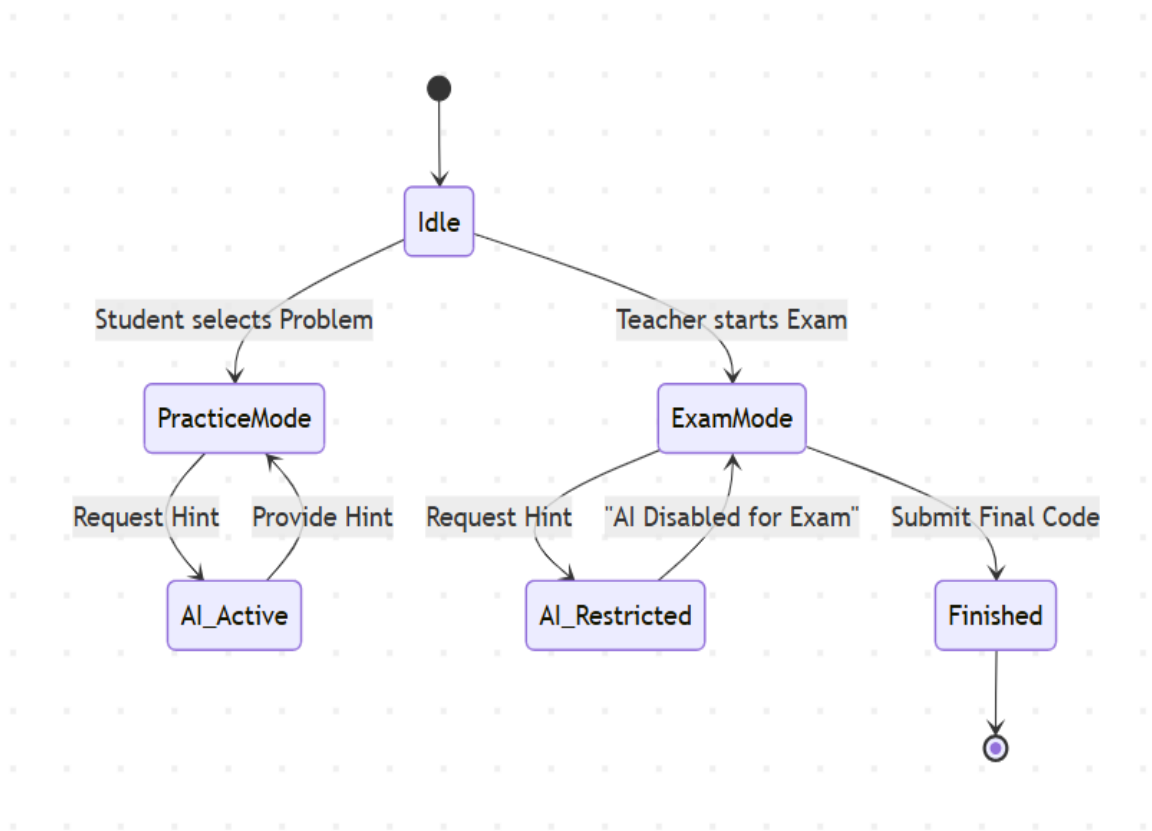 Idle
Student selects Problem
Teacher starts Exam
PracticeMode
ExamMode
Request Hint
Provide Hint
Request Hint
"AI Disabled for Exam"
Submit Final Code
AI_Active
AI_Restricted
Finished